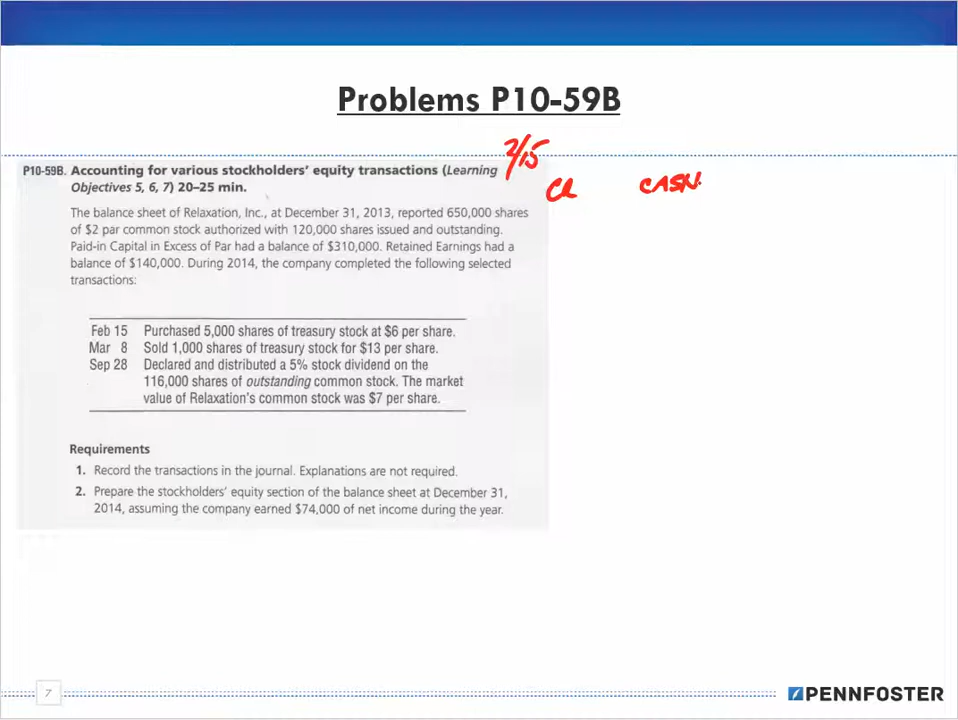 Problems P10-59B
2/15
CR CASH.
P10-59B. Accounting for various stockholders' equity transactions (Learning
Objectives 5, 6, 7) 20–25 min.
The balance sheet of Relaxation, Inc., at December 31, 2013, reported 650,000 shares
of $2 par common stock authorized with 120,000 shares issued and outstanding.
Paid-in Capital in Excess of Par had a balance of $310,000. Retained Earnings had a
balance of $140,000. During 2014, the company completed the following selected
transactions:
Feb 15 Purchased 5,000 shares of treasury stock at $6 per share.
Mar 8 Sold 1,000 shares of treasury stock for $13 per share.
Sep 28 Declared and distributed a 5% stock dividend on the
116,000 shares of outstanding common stock. The market
value of Relaxation's common stock was $7 per share.
Requirements
1. Record the transactions in the journal. Explanations are not required.
2. Prepare the stockholders' equity section of the balance sheet at December 31,
2014, assuming the company earned $74,000 of net income during the year.
7
PENNFOSTER